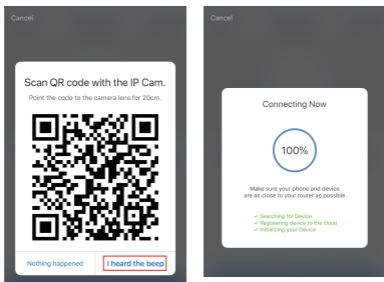 Cancel
Scan QR code with the IP Cam.
Point the code to the camera lens for 20cm.
Nothing happened
I heard the beep
Cancel
Connecting Now
100%
Make sure your phone and device
are as close to your router as possible.
✓ Searching for Device
✓ Registering device to the cloud
✓ Initializing your Device